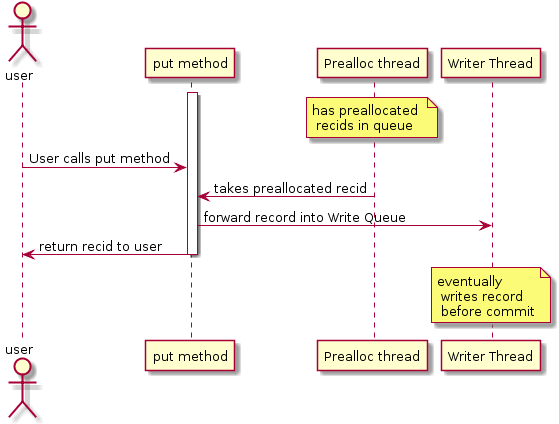 user
put method
Prealloc thread
Writer Thread
has preallocated
recids in queue
User calls put method
takes preallocated recid
forward record into Write Queue
return recid to user
eventually
writes record
before commit
user
put method
Prealloc thread
Writer Thread